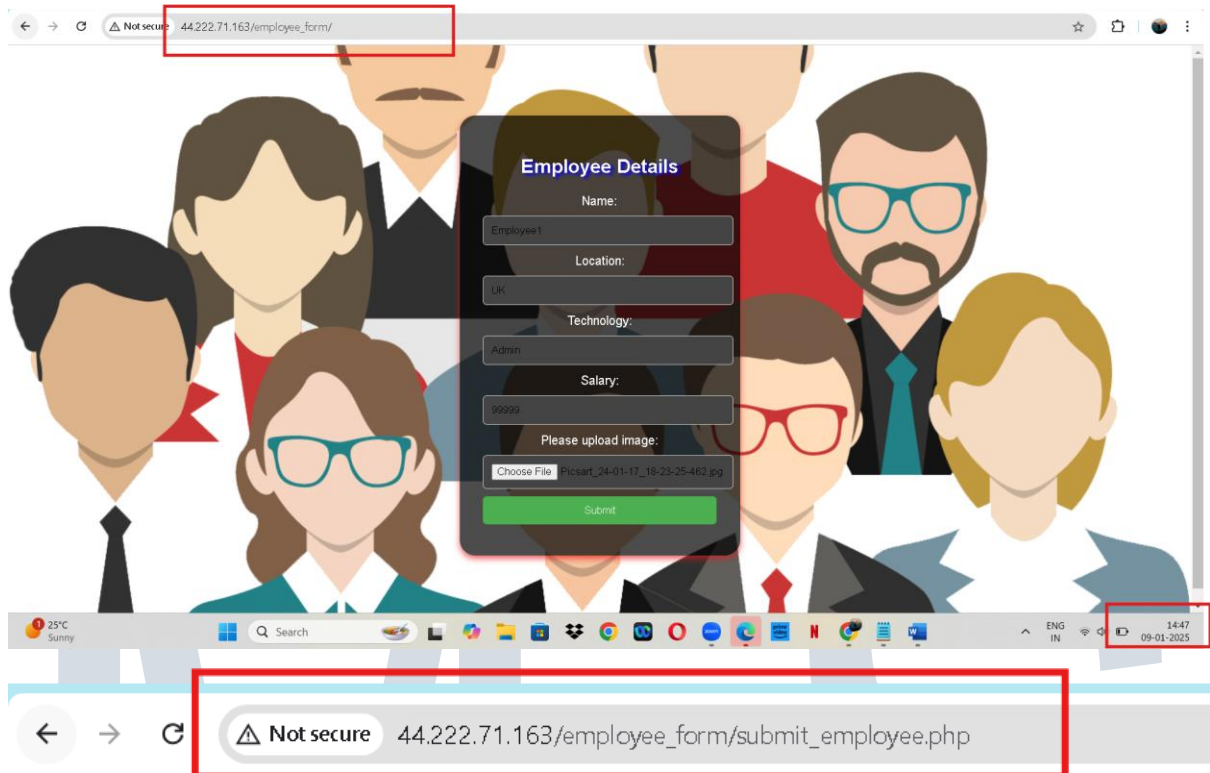 Not secure 44.222.71.163/employee_form/
Employee Details
Name:
Employee1
Location:
UK
Technology:
Admin
Salary:
99999
Please upload image:
Choose File Picsart_24-01-17_18-23-25-462.jpg
Submit
1 25°C
Sunny
Search
ENG
IN
14:47
09-01-2025
Not secure 44.222.71.163/employee_form/submit_employee.php